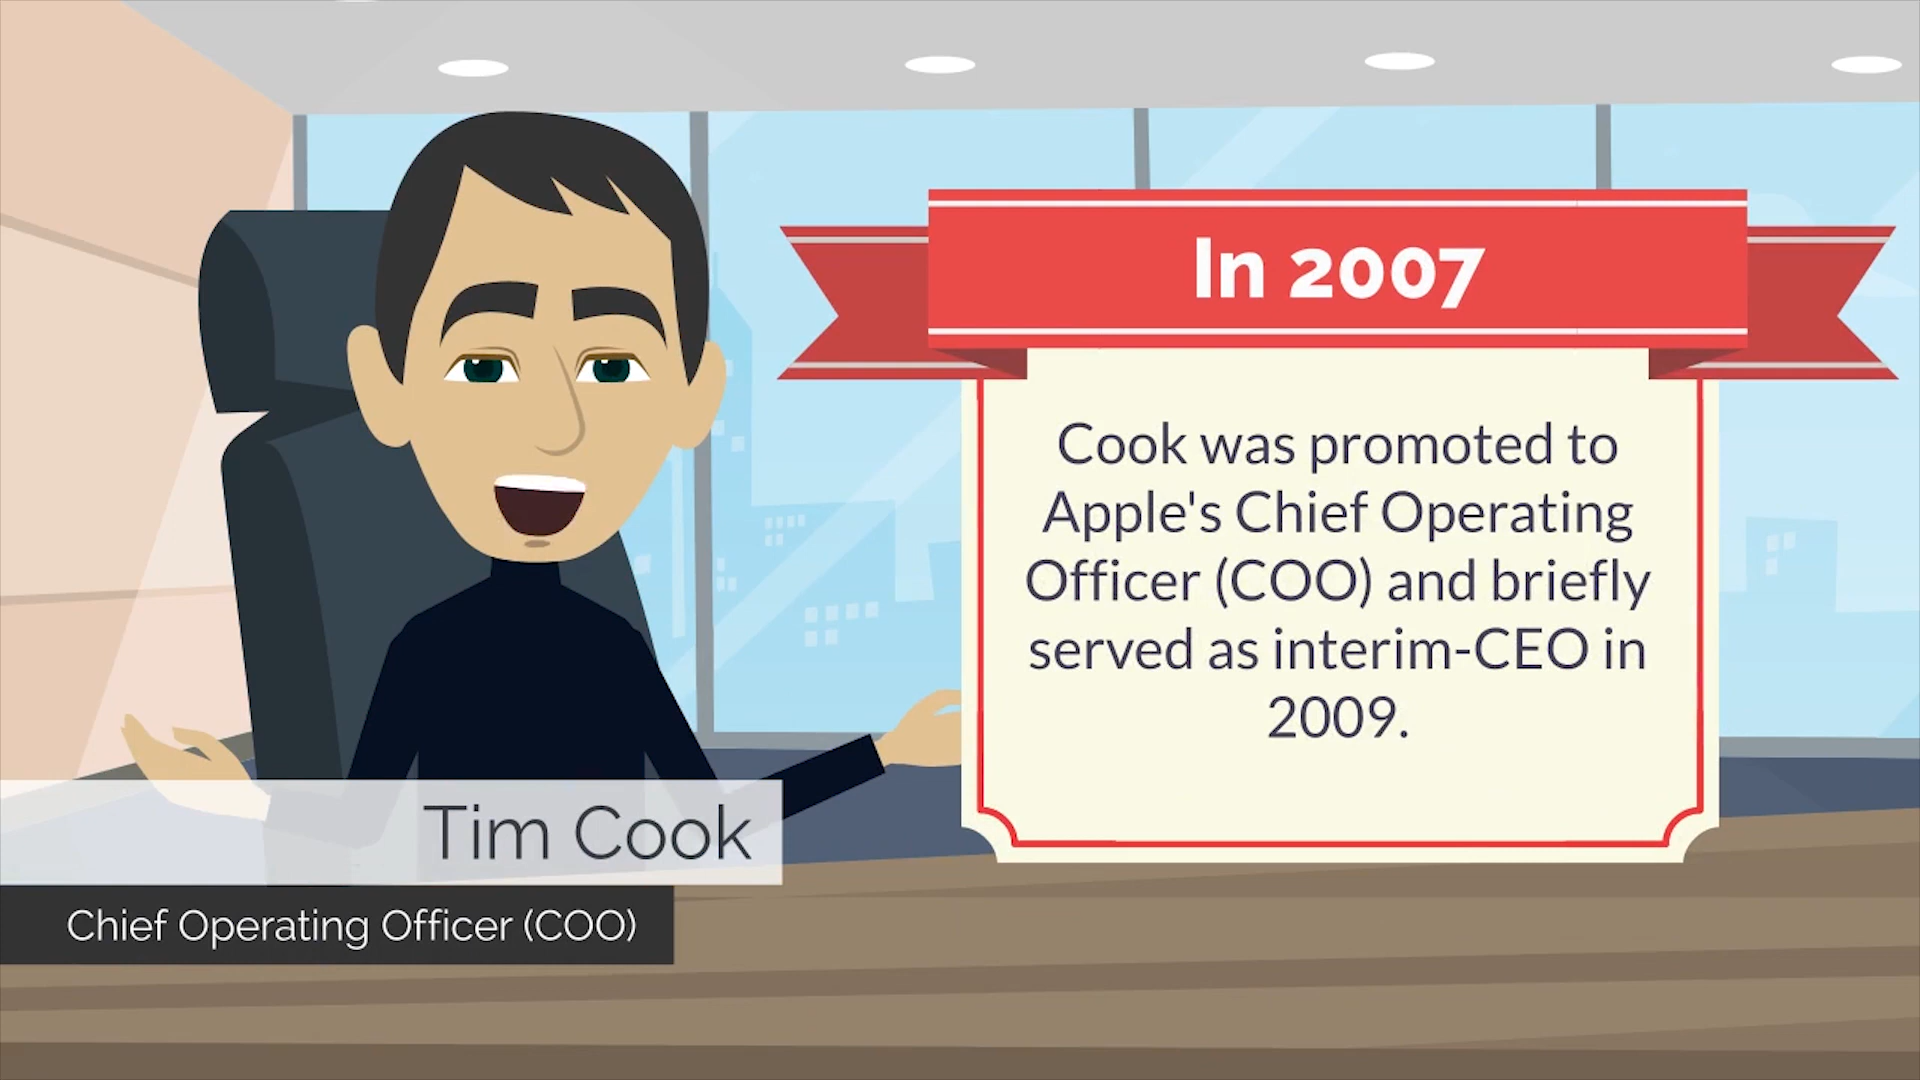 In 2007
Cook was promoted to
Apple's Chief Operating
Officer (COO) and briefly
served as interim-CEO in
2009.
Tim Cook
Chief Operating Officer (COO)